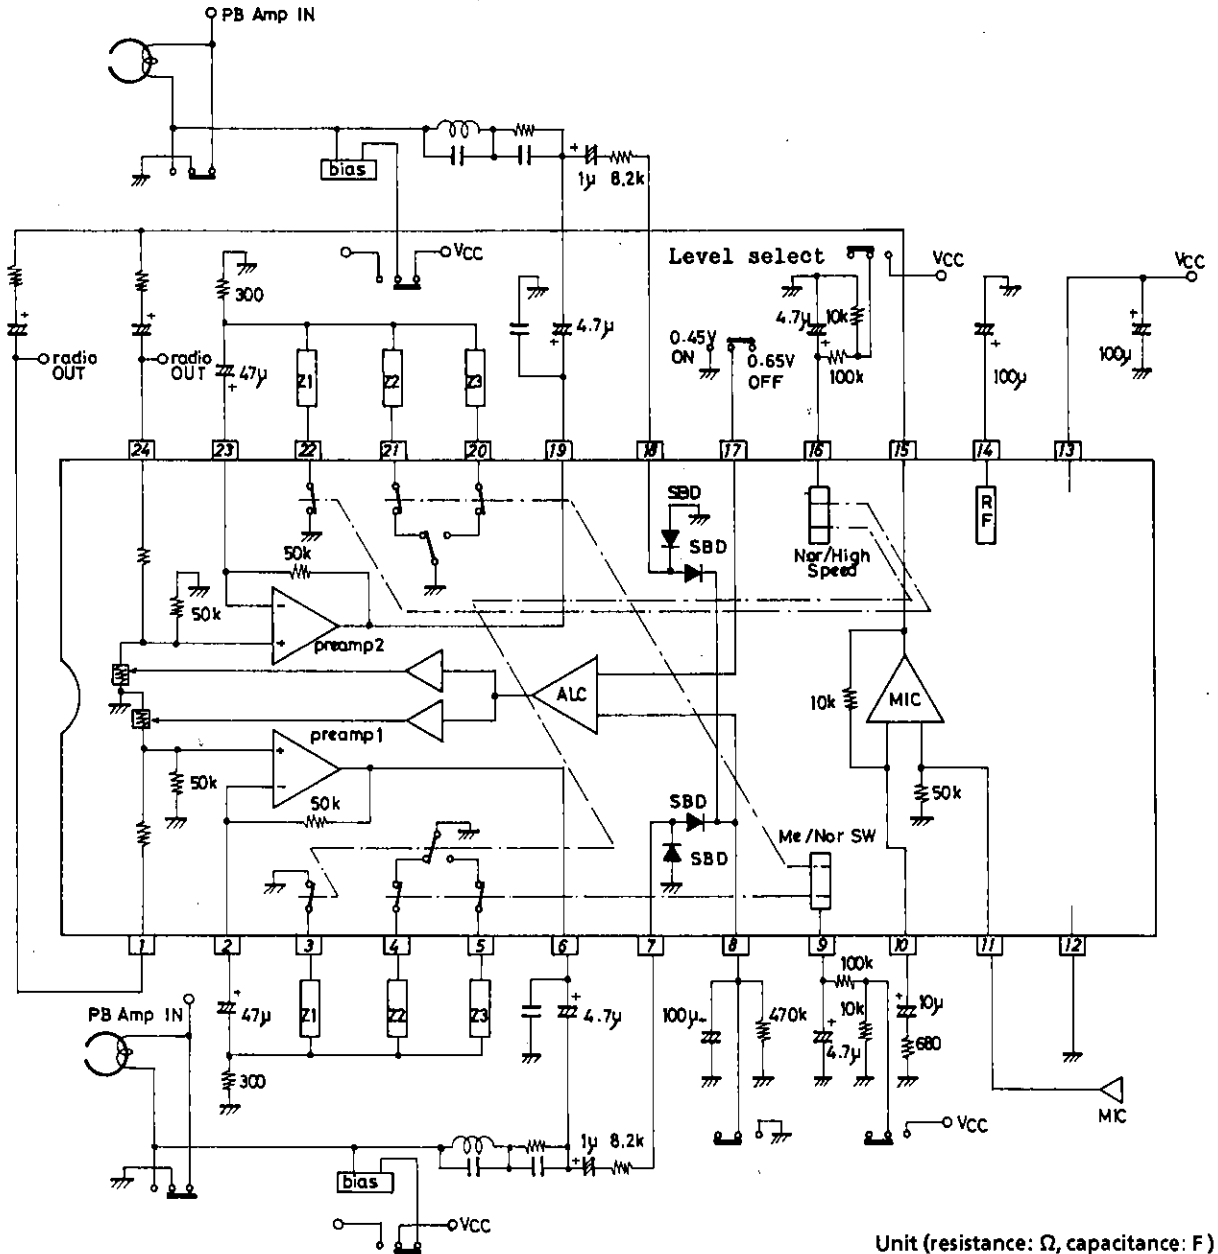 PB Amp IN
bias
+
1μ 8.2k
VCC
Level select
VCC
VCC
300
4.7μ
10k
4.7μ
+
+
+
radio OUT
radio OUT
47μ
+
Z1
Z2
Z3
+
0.45V ON
0.65V OFF
+
100k
+
100μ
+
100μ
24
23
22
21
20
19
18
17
16
15
14
13
SBD
SBD
RF
Nor/High Speed
50k
50k
−
+
preamp2
ALC
10k
MIC
preamp1
+
−
50k
50k
SBD
SBD
50k
Me/Nor SW
1
2
3
4
5
6
7
8
9
10
11
12
PB Amp IN
+
47μ
Z1
Z2
Z3
+
4.7μ
100μ
470k
100k
10k
+
4.7μ
+
10μ
680
300
MIC
VCC
+
1μ 8.2k
bias
VCC
Unit (resistance: Ω, capacitance: F)